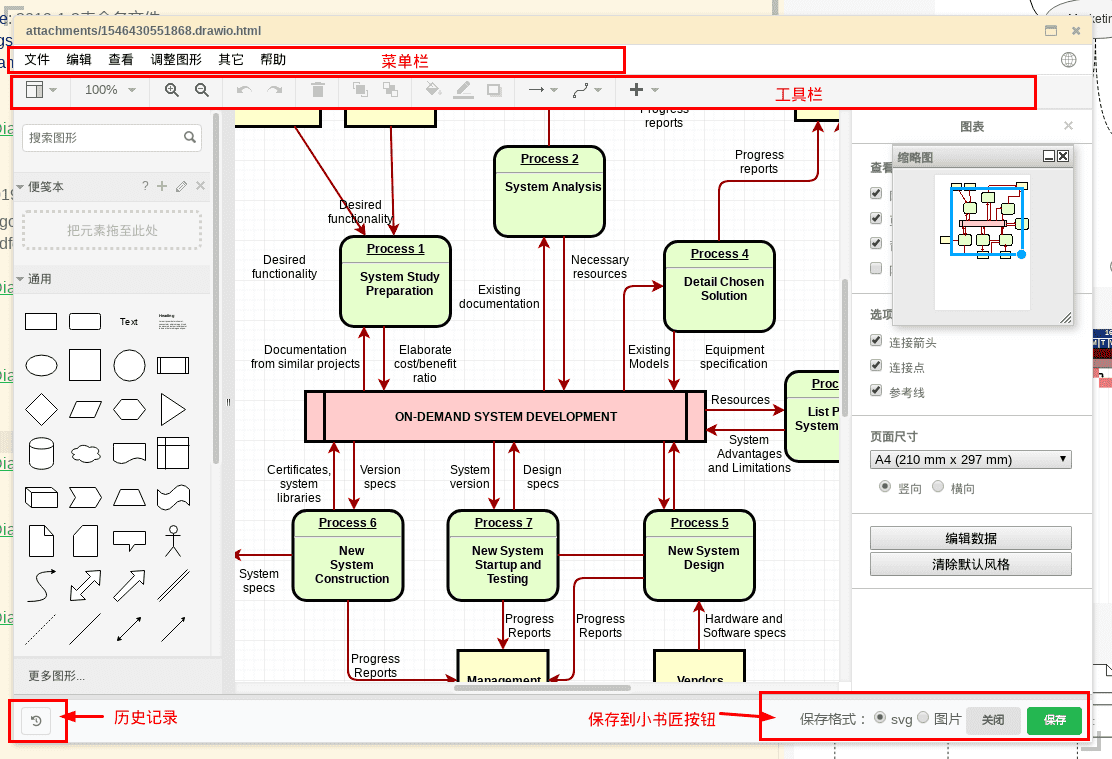 attachments/1546430551868.drawio.html
文件 编辑 查看 调整图形 其它 帮助
菜单栏
100%
工具栏
搜索图形
便笺本
?
把元素拖至此处
通用
Text
Heading
更多图形...
Progress
reports
Process 2
System Analysis
Progress
reports
Desired
functionality
Process 1
System Study
Preparation
Desired
functionality
Necessary
resources
Existing
documentation
Process 4
Detail Chosen
Solution
Documentation
from similar projects
Elaborate
cost/benefit
ratio
Existing
Models
Equipment
specification
ON-DEMAND SYSTEM DEVELOPMENT
Resources
Proc
List P
System
System
Advantages
and Limitations
Certificates,
system
libraries
Version
specs
System
version
Design
specs
Process 6
New
System
Construction
Process 7
New System
Startup and
Testing
Process 5
New System
Design
System
specs
Progress
Reports
Progress
Reports
Progress
Reports
Hardware and
Software specs
Management
Vendors
图表
查看
缩略图
选项
连接箭头
连接点
参考线
页面尺寸
A4 (210 mm x 297 mm)
竖向 横向
编辑数据
清除默认风格
历史记录
保存到小书匠按钮
保存格式： svg 图片
关闭
保存